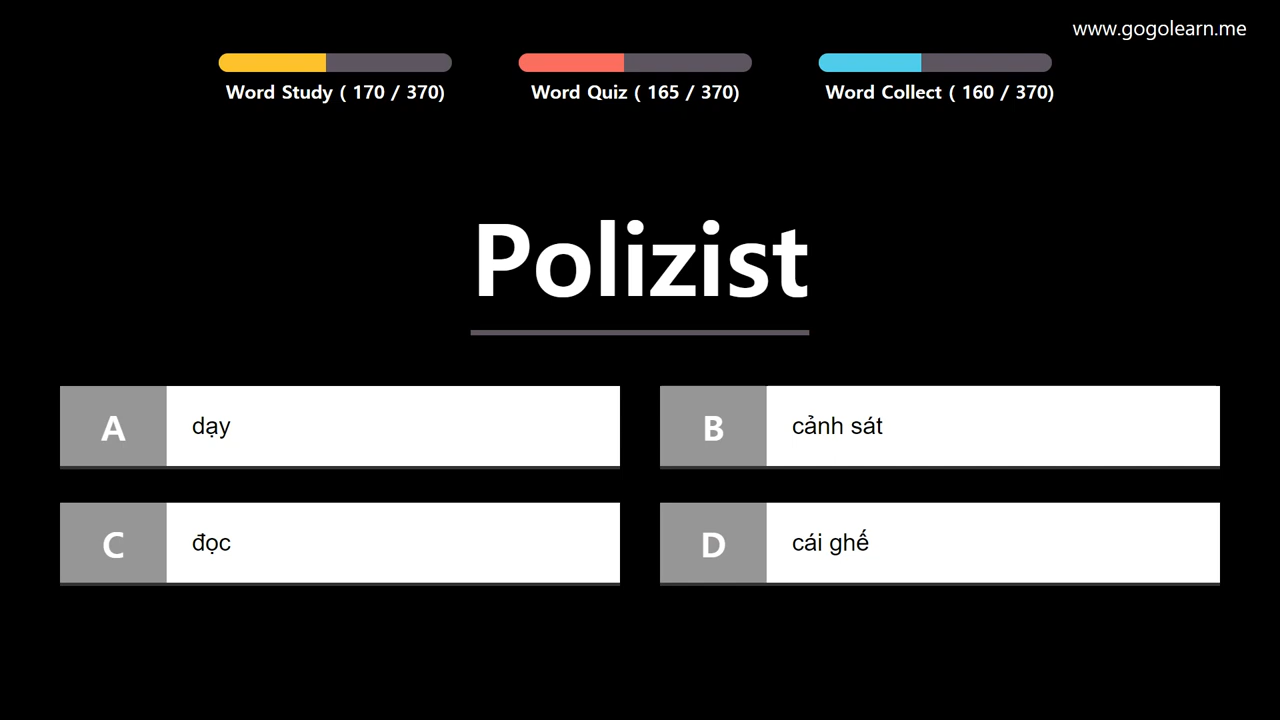 www.gogolearn.me
Word Study ( 170 / 370)
Word Quiz ( 165 / 370)
Word Collect ( 160 / 370)
Polizist
A dạy
B cảnh sát
C đọc
D cái ghế